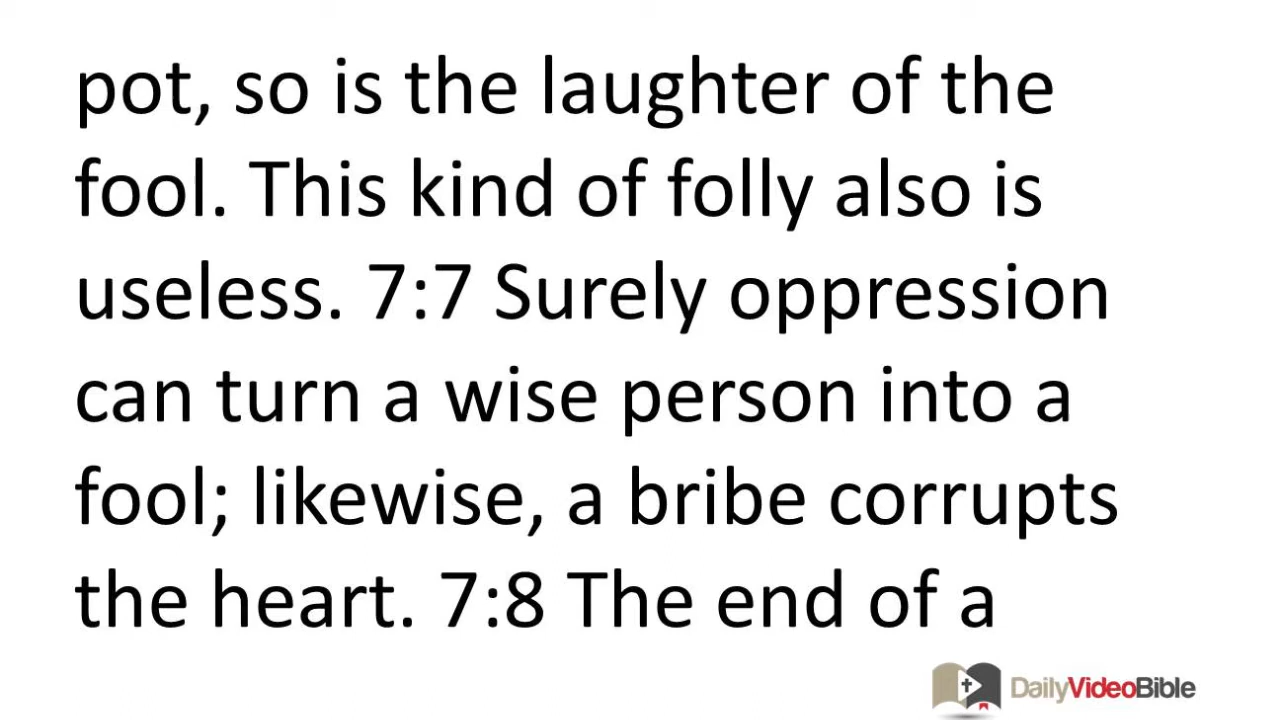 pot, so is the laughter of the
fool. This kind of folly also is
useless. 7:7 Surely oppression
can turn a wise person into a
fool; likewise, a bribe corrupts
the heart. 7:8 The end of a
DailyVideoBible